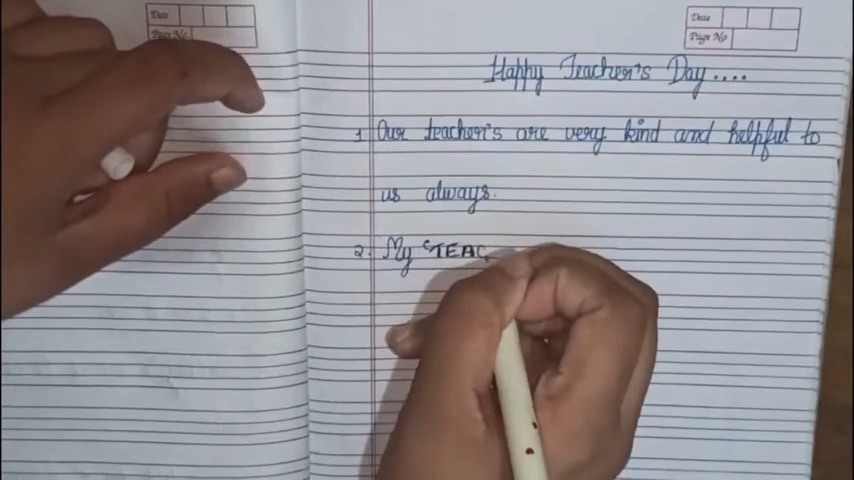 Date
Page No
Date
Page No
Happy Teacher's Day....
1 Our teacher's are very kind and helpful to
us always.
2. My "TEAC